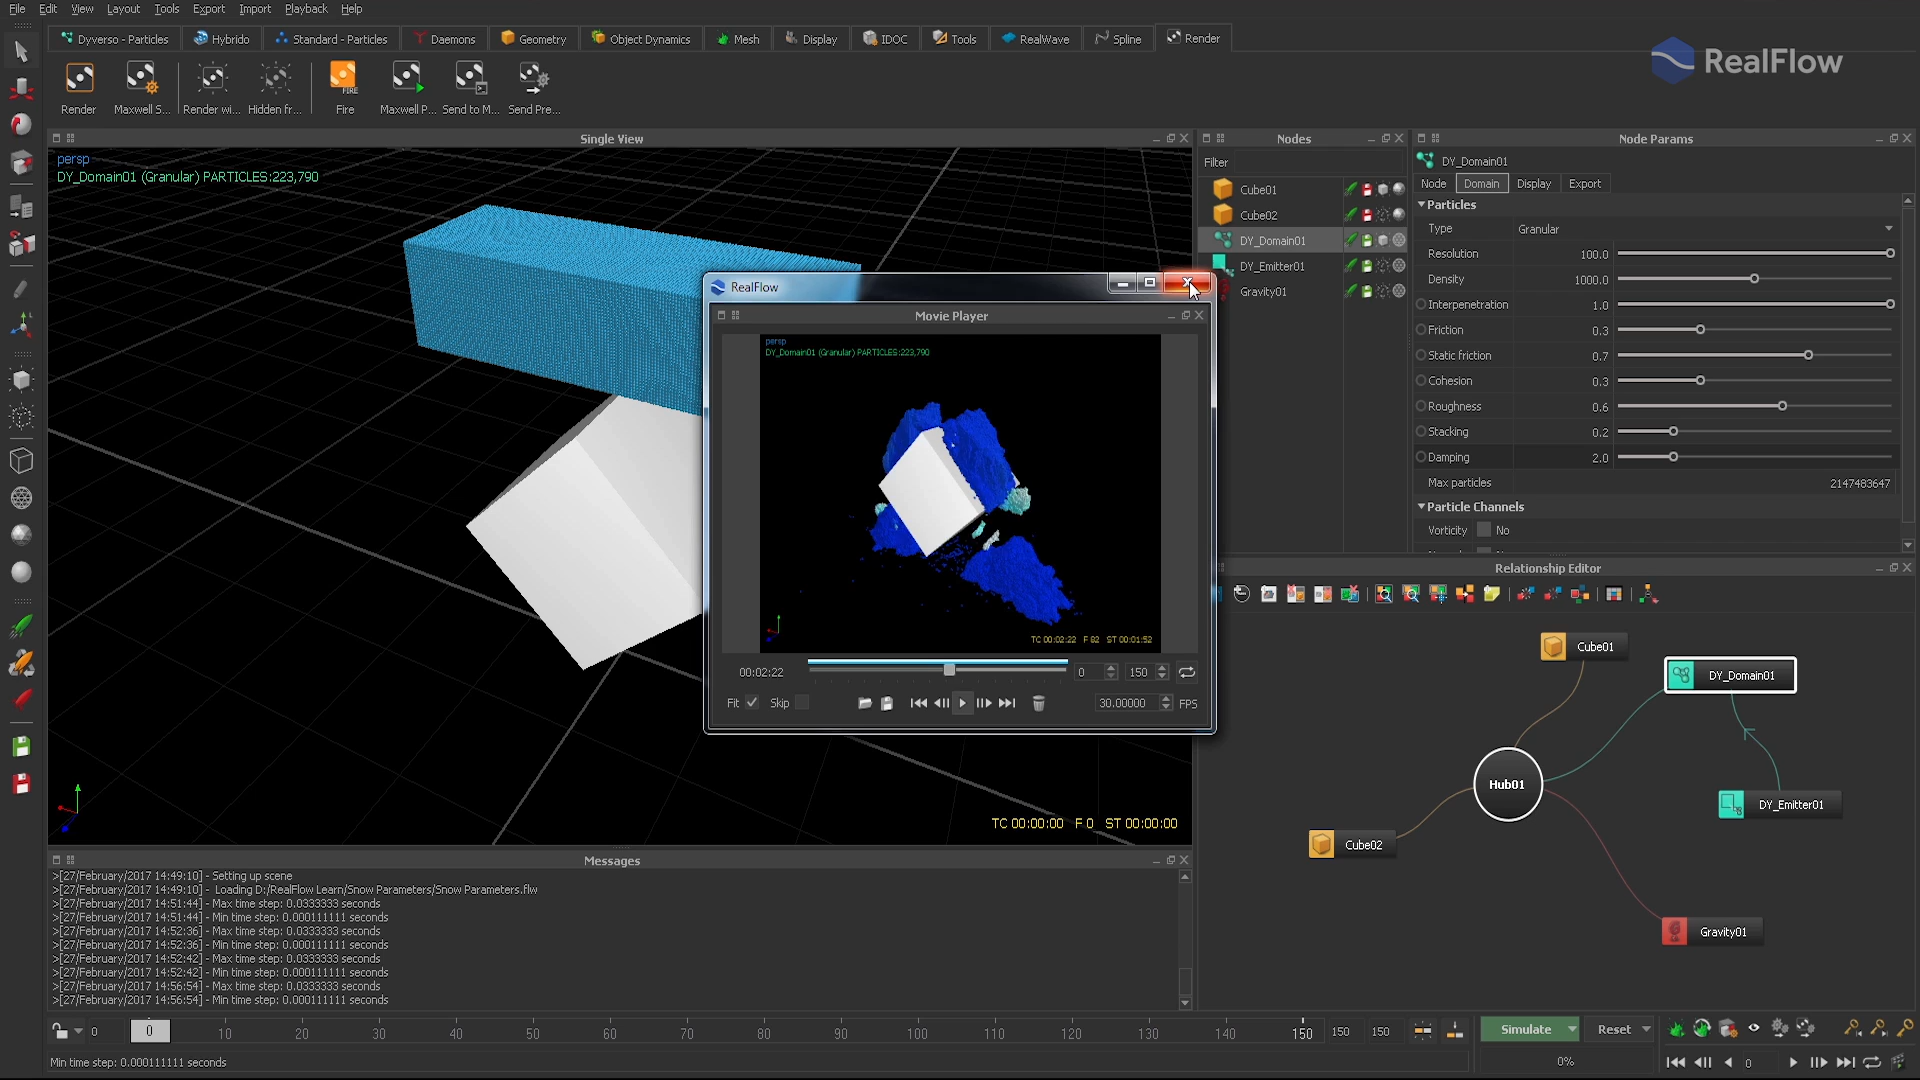 File Edit View Layout Tools Export Import Playback Help
Dyverso - Particles Hybrido Standard - Particles Daemons Geometry Object Dynamics Mesh Display IDOC Tools RealWave Spline Render
RealFlow
Render Maxwell S... Render wi... Hidden fr... Fire Maxwell P... Send to M... Send Pre...
Single View
persp
DY_Domain01 (Granular) PARTICLES:223,790
TC 00:00:00 F 0 ST 00:00:00
Nodes
Filter
Cube01
Cube02
DY_Domain01
DY_Emitter01
Gravity01
Node Params
DY_Domain01
Node Domain Display Export
Particles
Type Granular
Resolution 100.0
Density 1000.0
Interpenetration 1.0
Friction 0.3
Static friction 0.7
Cohesion 0.3
Roughness 0.6
Stacking 0.2
Damping 2.0
Max particles 2147483647
Particle Channels
Vorticity No
RealFlow
Movie Player
persp
DY_Domain01 (Granular) PARTICLES:223,790
TC 00:02:22 F 82 ST 00:01:52
00:02:22 0 150
Fit Skip 30.00000 FPS
Relationship Editor
Cube01
DY_Domain01
Hub01
DY_Emitter01
Cube02
Gravity01
Messages
>[27/February/2017 14:49:10] - Setting up scene
>[27/February/2017 14:49:10] - Loading D:/RealFlow Learn/Snow Parameters/Snow Parameters.flw
>[27/February/2017 14:51:44] - Max time step: 0.0333333 seconds
>[27/February/2017 14:51:44] - Min time step: 0.000111111 seconds
>[27/February/2017 14:52:36] - Max time step: 0.0333333 seconds
>[27/February/2017 14:52:36] - Min time step: 0.000111111 seconds
>[27/February/2017 14:52:42] - Max time step: 0.0333333 seconds
>[27/February/2017 14:52:42] - Min time step: 0.000111111 seconds
>[27/February/2017 14:56:54] - Max time step: 0.0333333 seconds
>[27/February/2017 14:56:54] - Min time step: 0.000111111 seconds
0 0 10 20 30 40 50 60 70 80 90 100 110 120 130 140 150 150 150
Simulate Reset
Min time step: 0.000111111 seconds
0% 0